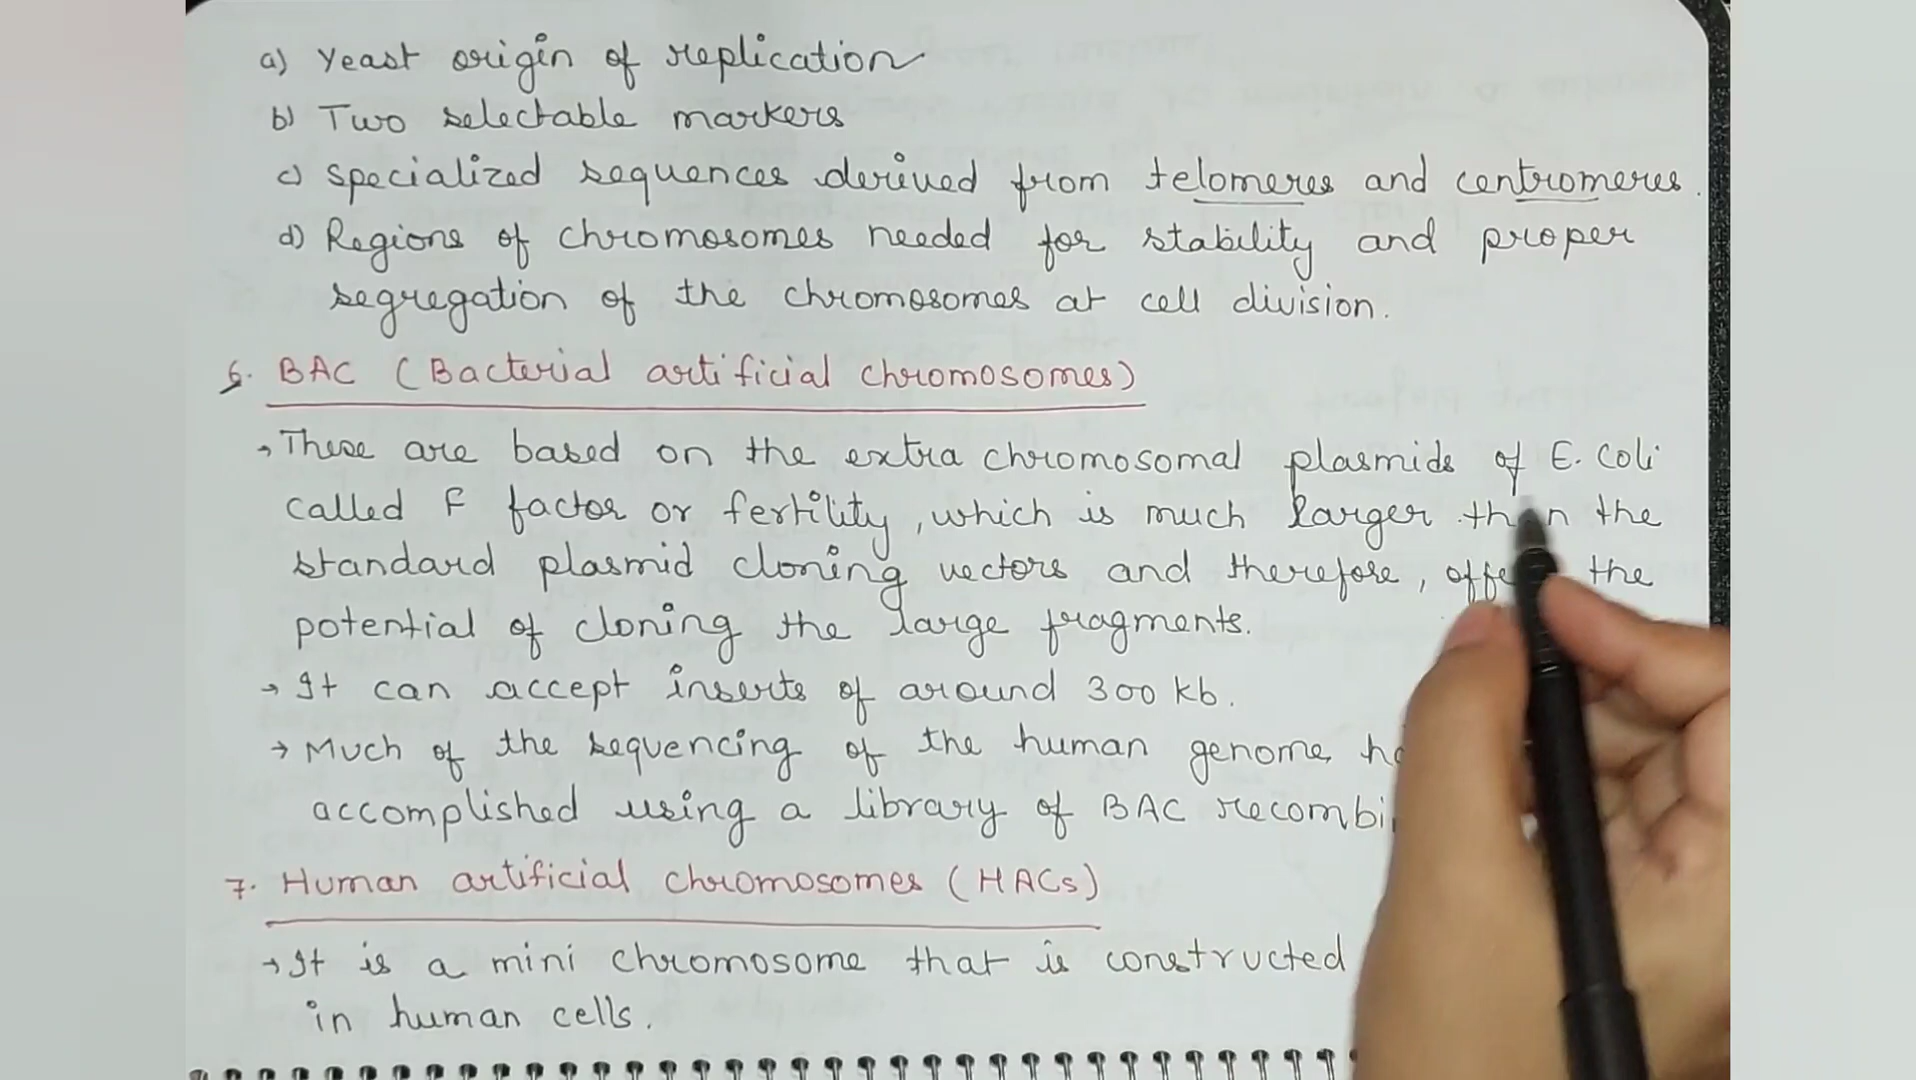 a) Yeast origin of replication
b) Two selectable markers
c) specialized sequences derived from telomeres and centromeres.
d) Regions of chromosomes needed for stability and proper
segregation of the chromosomes at cell division.
6. BAC (Bacterial artificial chromosomes)
→ These are based on the extra chromosomal plasmids of E. Coli
called F factor or fertility, which is much larger than the
standard plasmid cloning vectors and therefore, the
potential of cloning the large fragments.
→ It can accept inserts of around 300 kb.
→ Much of the sequencing of the human genome
accomplished using a library of BAC
7. Human artificial chromosomes (HACs)
→ It is a mini chromosome that is constructed
in human cells.